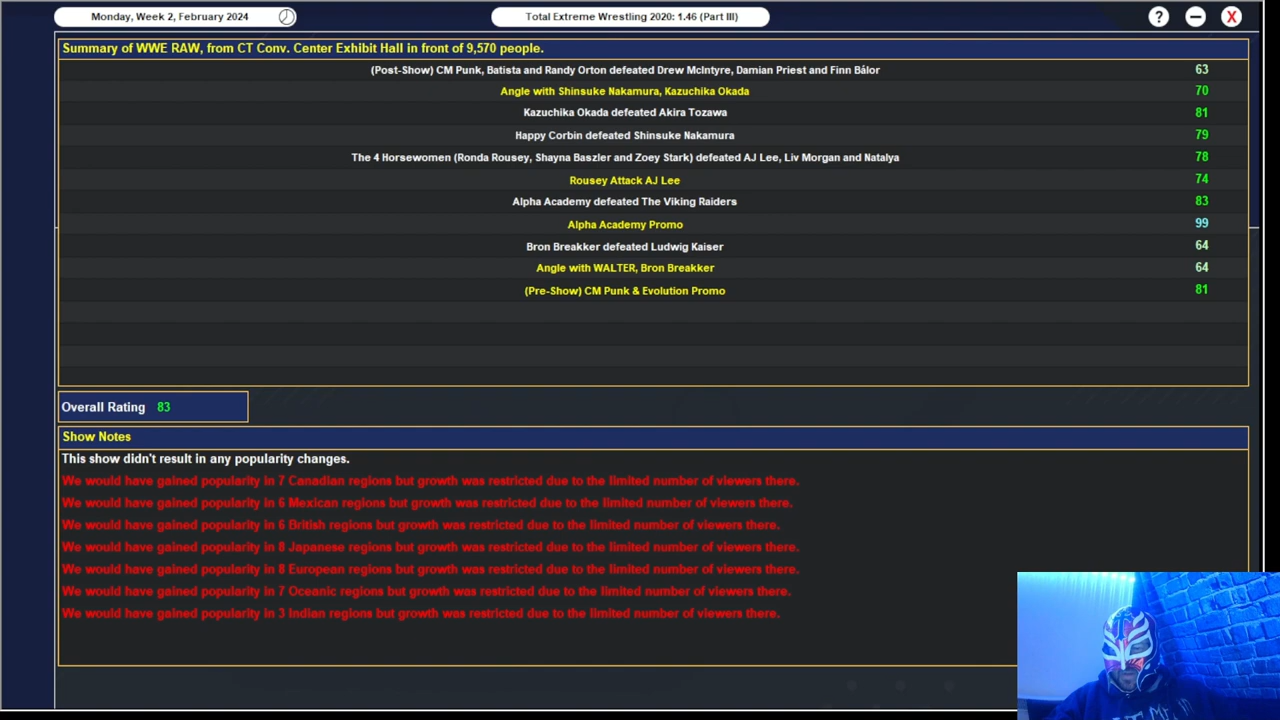 Monday, Week 2, February 2024
Total Extreme Wrestling 2020: 1.46 (Part III)
?
X
Summary of WWE RAW, from CT Conv. Center Exhibit Hall in front of 9,570 people.
(Post-Show) CM Punk, Batista and Randy Orton defeated Drew McIntyre, Damian Priest and Finn Bálor 63
Angle with Shinsuke Nakamura, Kazuchika Okada 70
Kazuchika Okada defeated Akira Tozawa 81
Happy Corbin defeated Shinsuke Nakamura 79
The 4 Horsewomen (Ronda Rousey, Shayna Baszler and Zoey Stark) defeated AJ Lee, Liv Morgan and Natalya 78
Rousey Attack AJ Lee 74
Alpha Academy defeated The Viking Raiders 83
Alpha Academy Promo 99
Bron Breakker defeated Ludwig Kaiser 64
Angle with WALTER, Bron Breakker 64
(Pre-Show) CM Punk & Evolution Promo 81
Overall Rating 83
Show Notes
This show didn't result in any popularity changes.
We would have gained popularity in 7 Canadian regions but growth was restricted due to the limited number of viewers there.
We would have gained popularity in 6 Mexican regions but growth was restricted due to the limited number of viewers there.
We would have gained popularity in 6 British regions but growth was restricted due to the limited number of viewers there.
We would have gained popularity in 8 Japanese regions but growth was restricted due to the limited number of viewers there.
We would have gained popularity in 8 European regions but growth was restricted due to the limited number of viewers there.
We would have gained popularity in 7 Oceanic regions but growth was restricted due to the limited number of viewers there.
We would have gained popularity in 3 Indian regions but growth was restricted due to the limited number of viewers there.